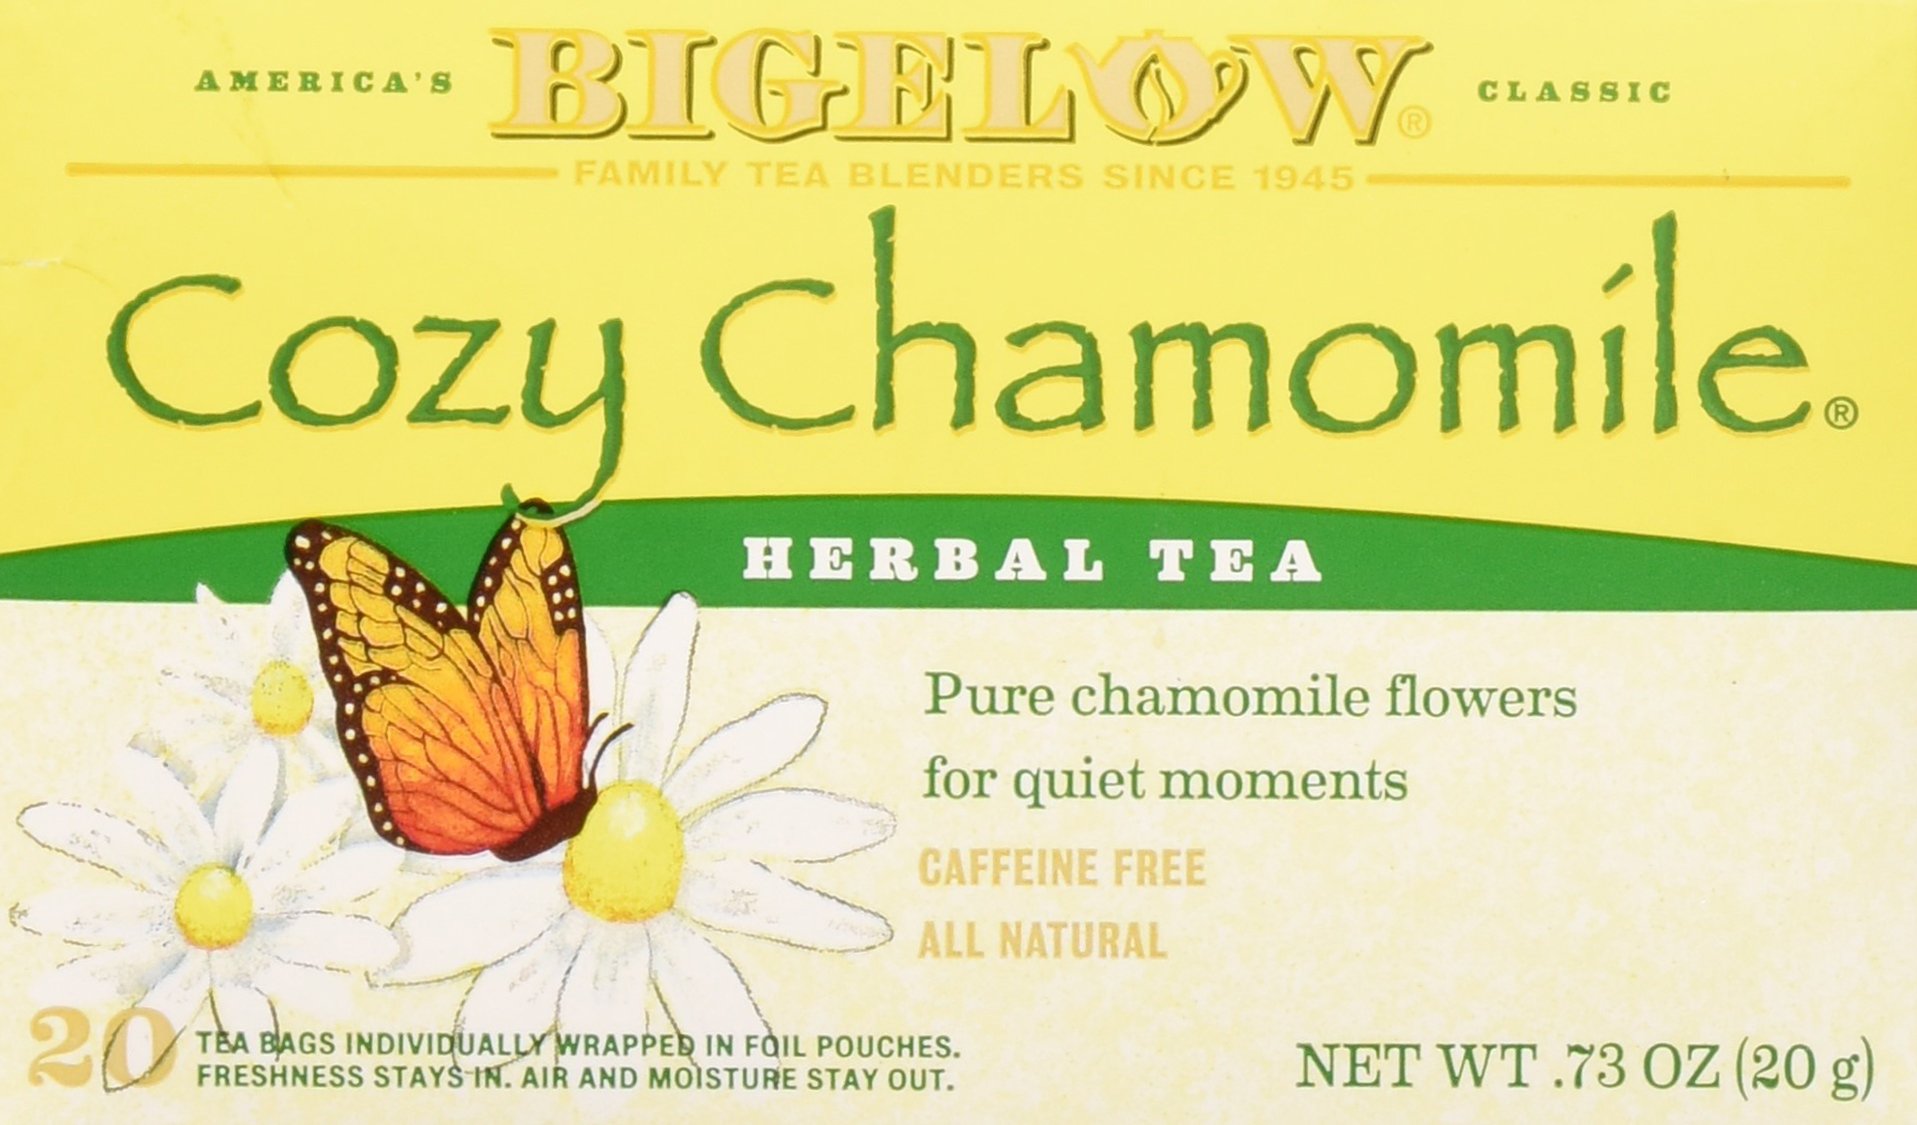 AMERICA'S BIGELOW® CLASSIC
FAMILY TEA BLENDERS SINCE 1945
Cozy Chamomile®
HERBAL TEA
Pure chamomile flowers
for quiet moments
CAFFEINE FREE
ALL NATURAL
20 TEA BAGS INDIVIDUALLY WRAPPED IN FOIL POUCHES.
FRESHNESS STAYS IN. AIR AND MOISTURE STAY OUT.
NET WT .73 OZ (20 g)